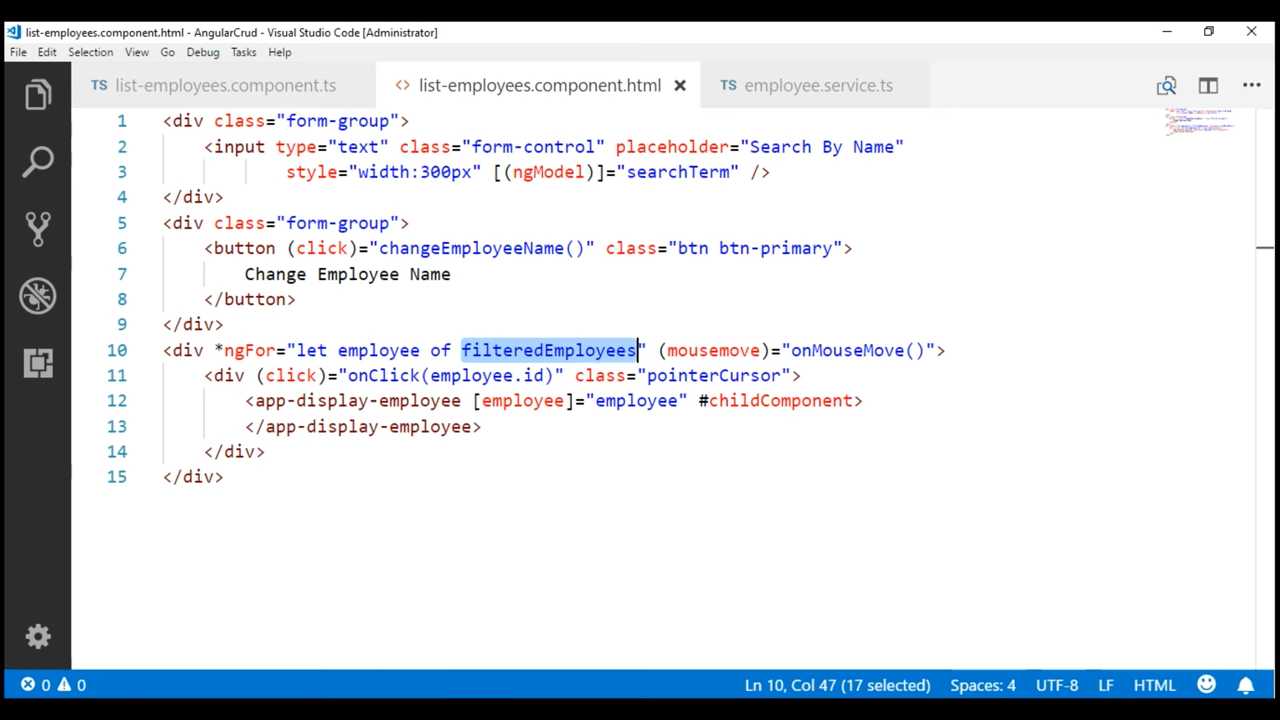 list-employees.component.html - AngularCrud - Visual Studio Code [Administrator]
File Edit Selection View Go Debug Tasks Help
TS list-employees.component.ts <> list-employees.component.html TS employee.service.ts
1 <div class="form-group">
2 <input type="text" class="form-control" placeholder="Search By Name"
3 style="width:300px" [(ngModel)]="searchTerm" />
4 </div>
5 <div class="form-group">
6 <button (click)="changeEmployeeName()" class="btn btn-primary">
7 Change Employee Name
8 </button>
9 </div>
10 <div *ngFor="let employee of filteredEmployees" (mousemove)="onMouseMove()">
11 <div (click)="onClick(employee.id)" class="pointerCursor">
12 <app-display-employee [employee]="employee" #childComponent>
13 </app-display-employee>
14 </div>
15 </div>
0 0 Ln 10, Col 47 (17 selected) Spaces: 4 UTF-8 LF HTML